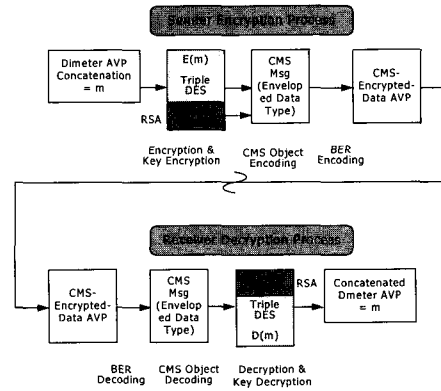 Sender Encryption Process
Dimeter AVP
Concatenation
= m
E(m)
Triple
DES
RSA
CMS
Msg
(Envelop
ed Data
Type)
CMS-
Encrypted-
Data AVP
Encryption &
Key Encryption
CMS Object
Encoding
BER
Encoding
Receiver Decryption Process
CMS-
Encrypted-
Data AVP
CMS
Msg
(Envelop
ed Data
Type)
RSA
Triple
DES
D(m)
Concatenated
Dmeter AVP
= m
BER
Decoding
CMS Object
Decoding
Decryption &
Key Decryption